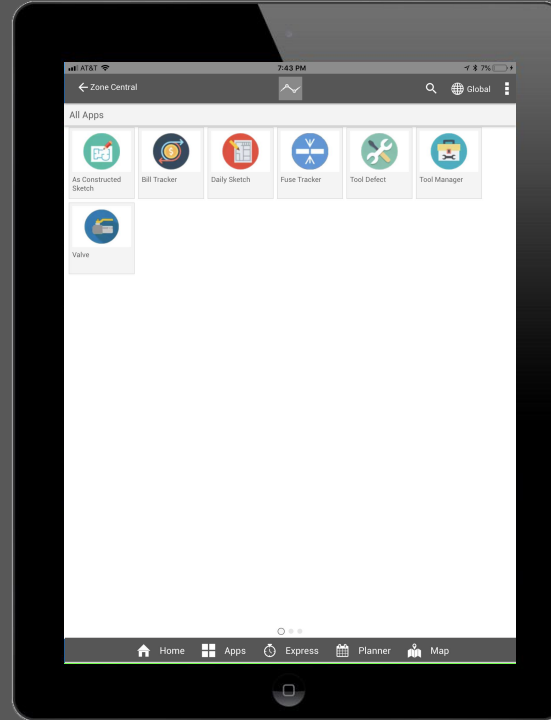 AT&T
7:43 PM
7%
Zone Central
Global
All Apps
As Constructed
Sketch
Bill Tracker
Daily Sketch
Fuse Tracker
Tool Defect
Tool Manager
Valve
Home
Apps
Express
Planner
Map